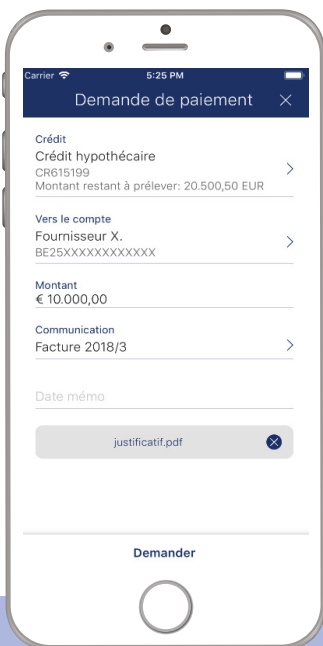 Carrier 5:25 PM
Demande de paiement
Crédit
Crédit hypothécaire
CR615199
Montant restant à prélever: 20.500,50 EUR
Vers le compte
Fournisseur X.
BE25XXXXXXXXXXXX
Montant
€ 10.000,00
Communication
Facture 2018/3
Date mémo
justificatif.pdf
Demander